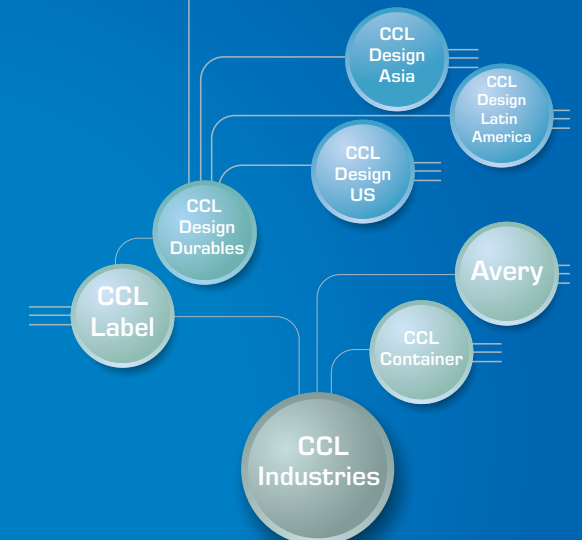 CCL
Design
Asia
CCL
Design
Latin
America
CCL
Design
US
CCL
Design
Durables
Avery
CCL
Label
CCL
Container
CCL
Industries